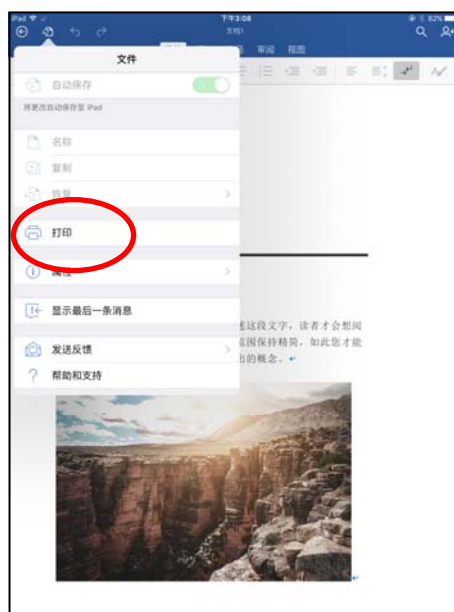 iPad
下午3:08
82%
文档1
审阅 视图
文件
自动保存
将更改自动保存至 iPad
名称
复制
恢复
打印
属性
显示最后一条消息
发送反馈
帮助和支持
述这段文字，读者才会想阅
范围保持精简，如此您才能
出的概念。